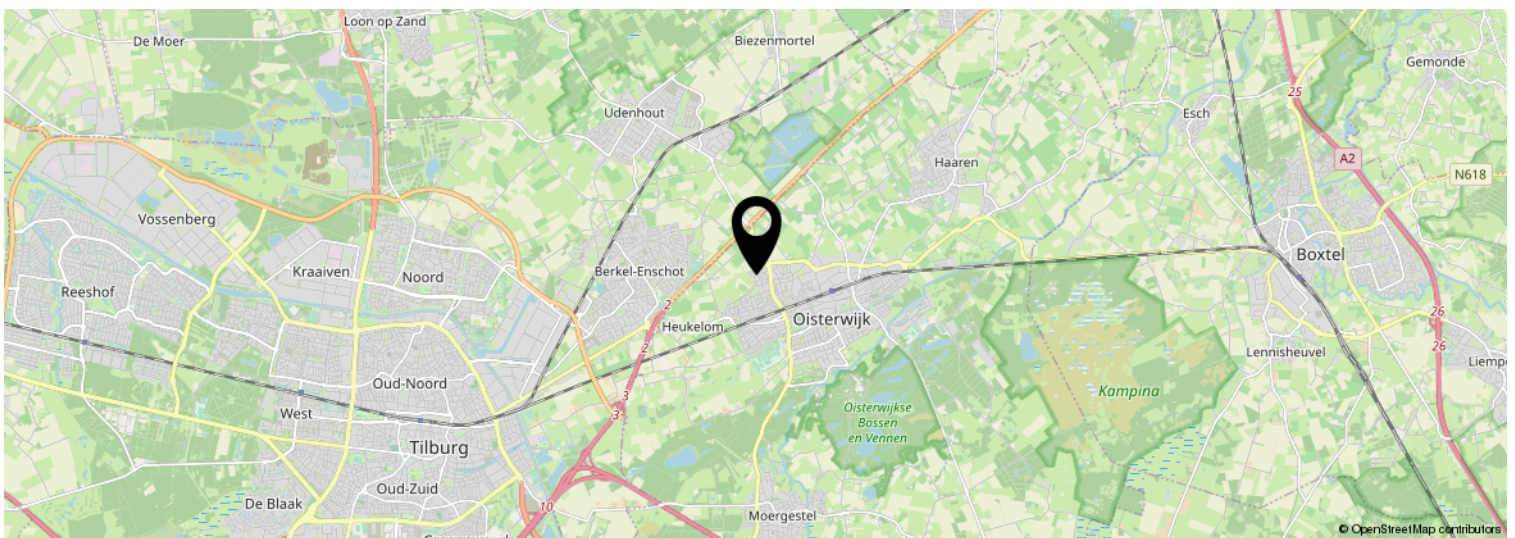 Loon op Zand
De Moer
Biezenmortel
Gemonde
25
Udenhout
Esch
A2
Haaren
N618
Vossenberg
Boxtel
Kraaiven
Noord
Berkel-Enschot
Reeshof
2
Heukelom
Oisterwijk
26
26
2
Lennisheuvel
Liemp
Oud-Noord
Kampina
3
3
West
Oisterwijkse
Bossen
en Vennen
Tilburg
Oud-Zuid
De Blaak
10
Moergestel
© OpenStreetMap contributors